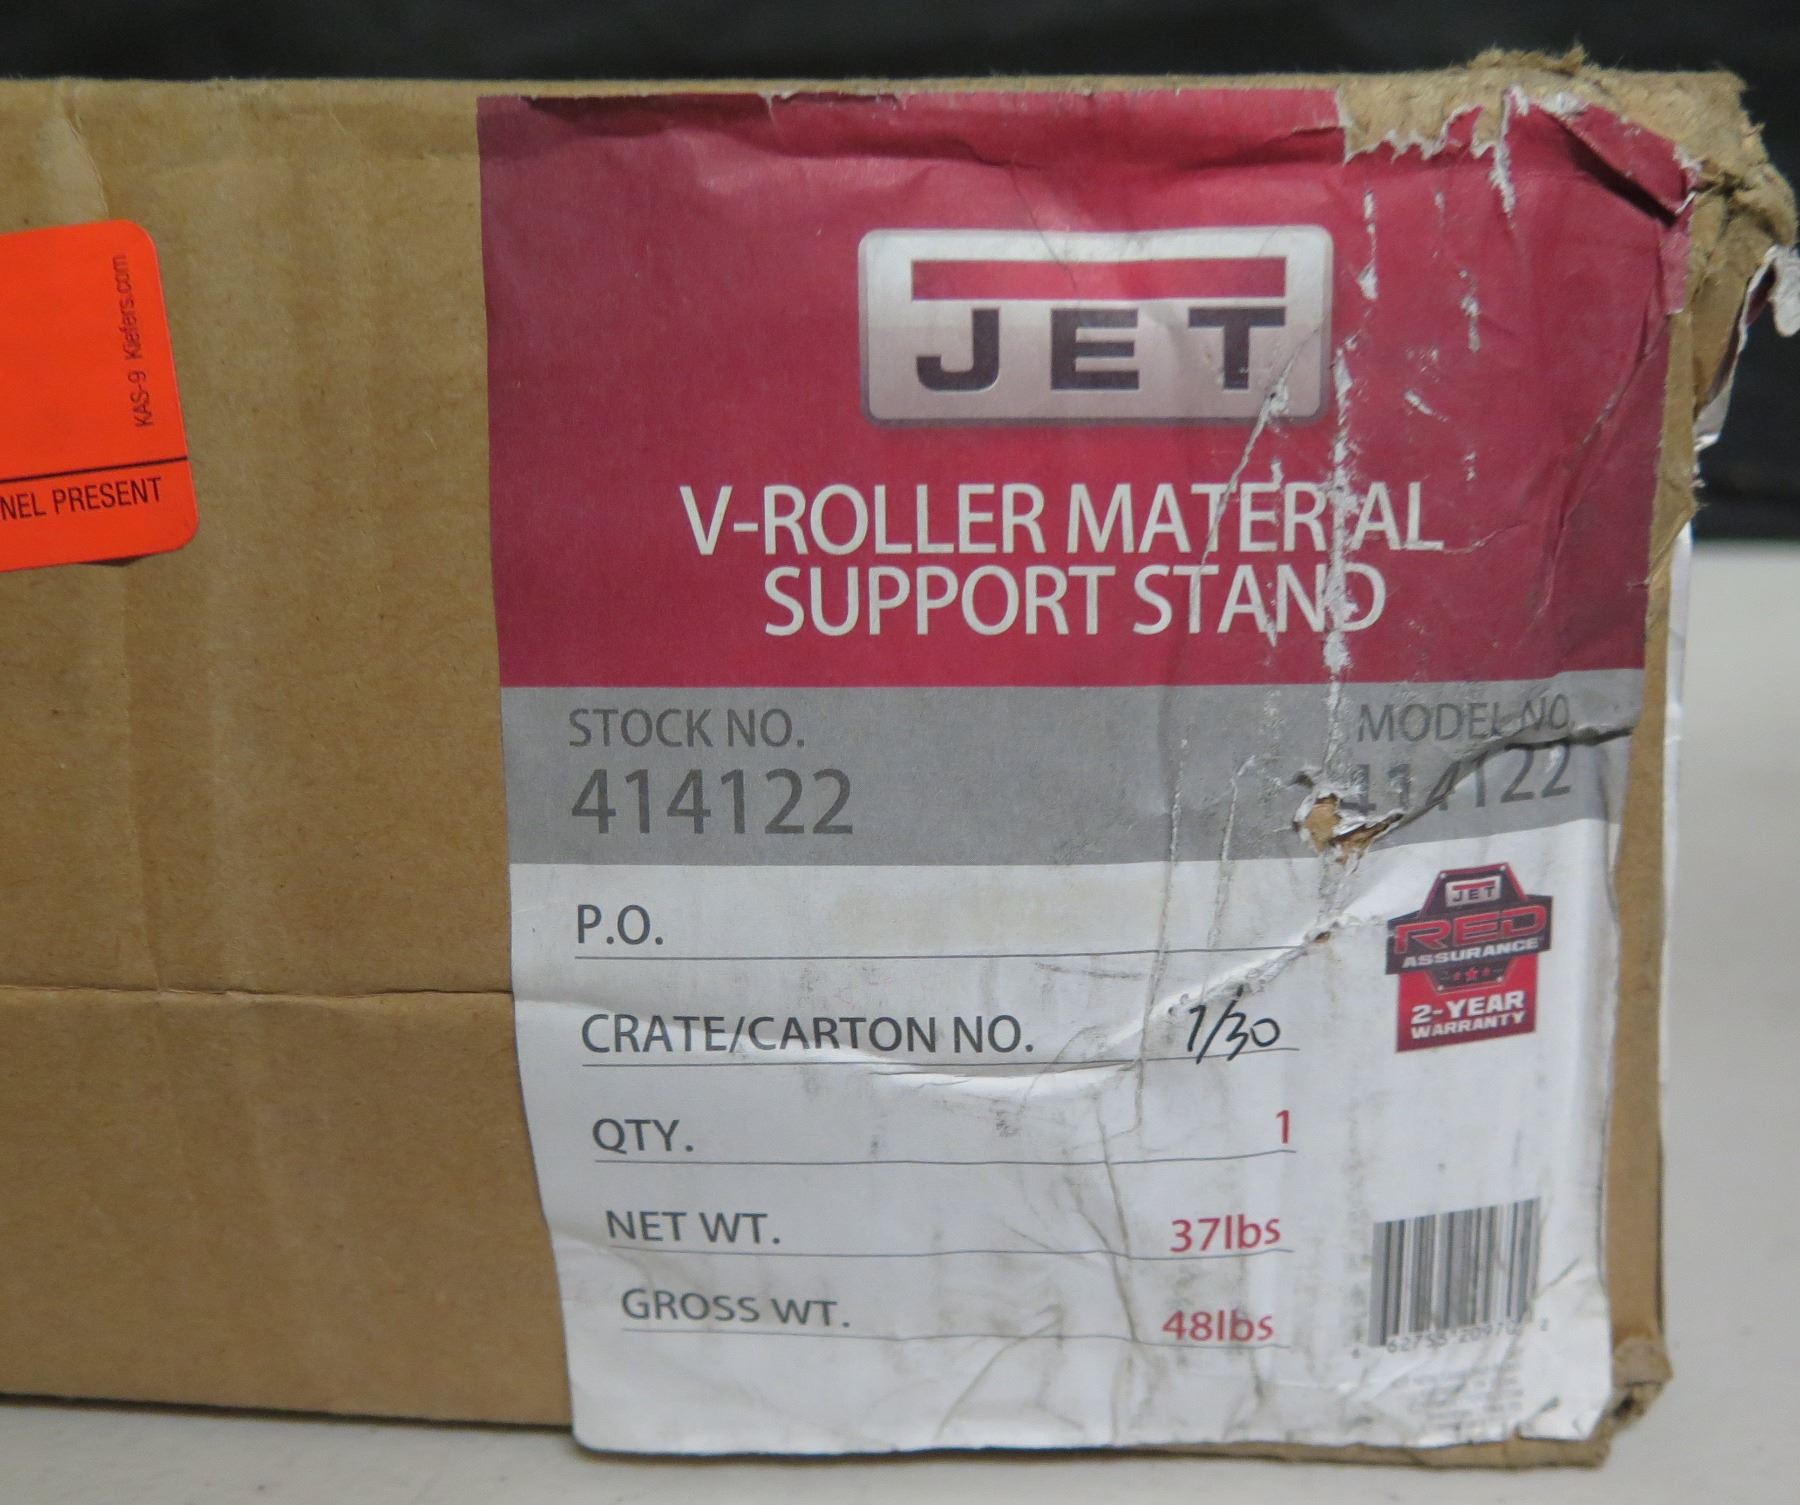 KAS-9 Kiefers.com
NEL PRESENT
JET
V-ROLLER MATERIAL
SUPPORT STAND
STOCK NO.
MODEL NO.
414122
414122
P.O.
CRATE/CARTON NO. 1/30
QTY. 1
NET WT. 37lbs
GROSS WT. 48lbs
JET
RED
ASSURANCE
2-YEAR
WARRANTY